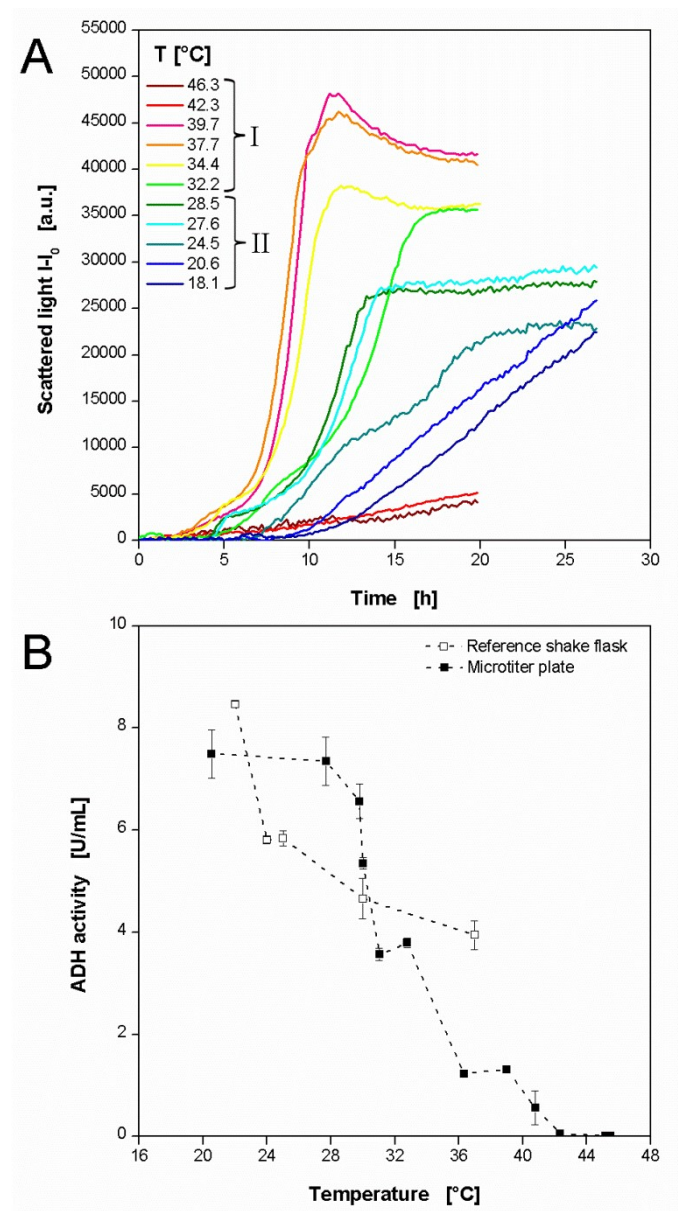 A
T [°C]
46.3
42.3
39.7
37.7
34.4
32.2
28.5
27.6
24.5
20.6
18.1
I
II
55000
50000
45000
40000
35000
30000
25000
20000
15000
10000
5000
0
Scattered light I-I0 [a.u.]
0 5 10 15 20 25 30
Time [h]
B
Reference shake flask
Microtiter plate
10
8
6
4
2
0
ADH activity [U/mL]
16 20 24 28 32 36 40 44 48
Temperature [°C]